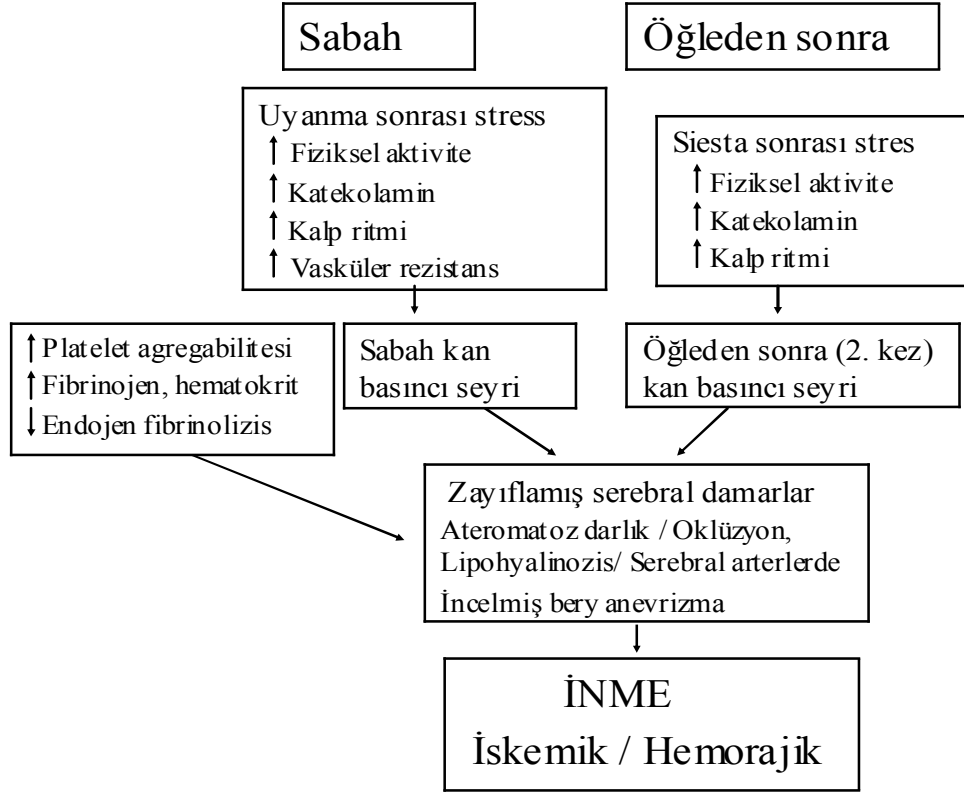 Sabah
Öğleden sonra
Uyanma sonrası stress
↑ Fiziksel aktivite
↑ Katekolamin
↑ Kalp ritmi
↑ Vasküler rezistans
Siesta sonrası stres
↑ Fiziksel aktivite
↑ Katekolamin
↑ Kalp ritmi
↑ Platelet agregabilitesi
↑ Fibrinojen, hematokrit
↓ Endojen fibrinolizis
Sabah kan
basıncı seyri
Öğleden sonra (2. kez)
kan basıncı seyri
Zayıflamış serebral damarlar
Ateromatoz darlık / Oklüzyon,
Lipohyalinozis/ Serebral arterlerde
İncelmiş bery anevrizma
İNME
İskemik / Hemorajik